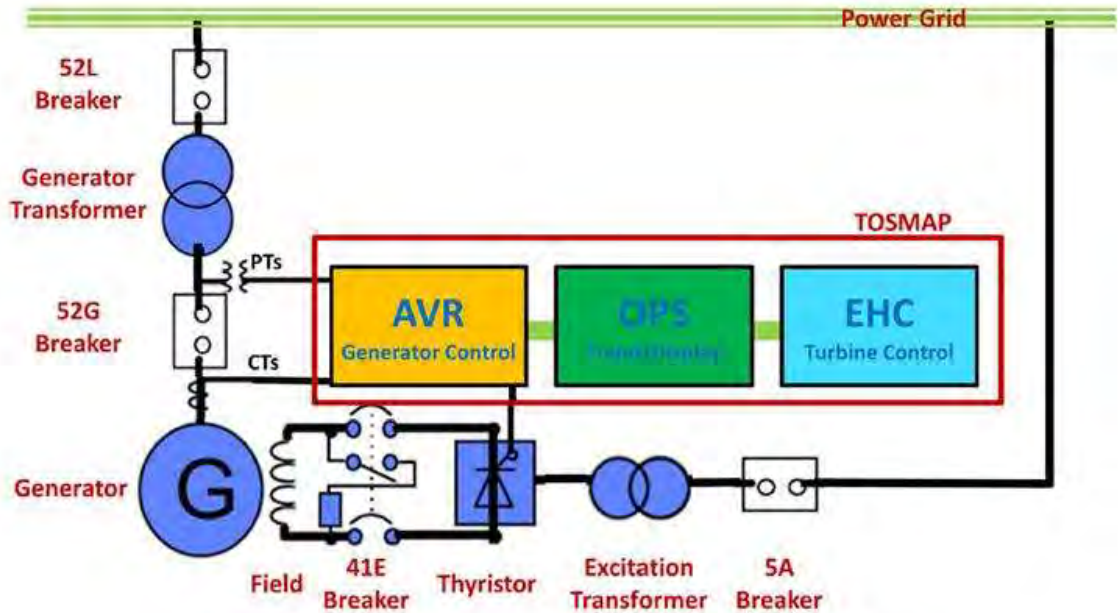 Power Grid
52L
Breaker
Generator
Transformer
TOSMAP
PTs
AVR
Generator Control
OPS
EHC
Turbine Control
52G
Breaker
CTs
G
Generator
Field
41E
Breaker
Thyristor
Excitation
Transformer
5A
Breaker